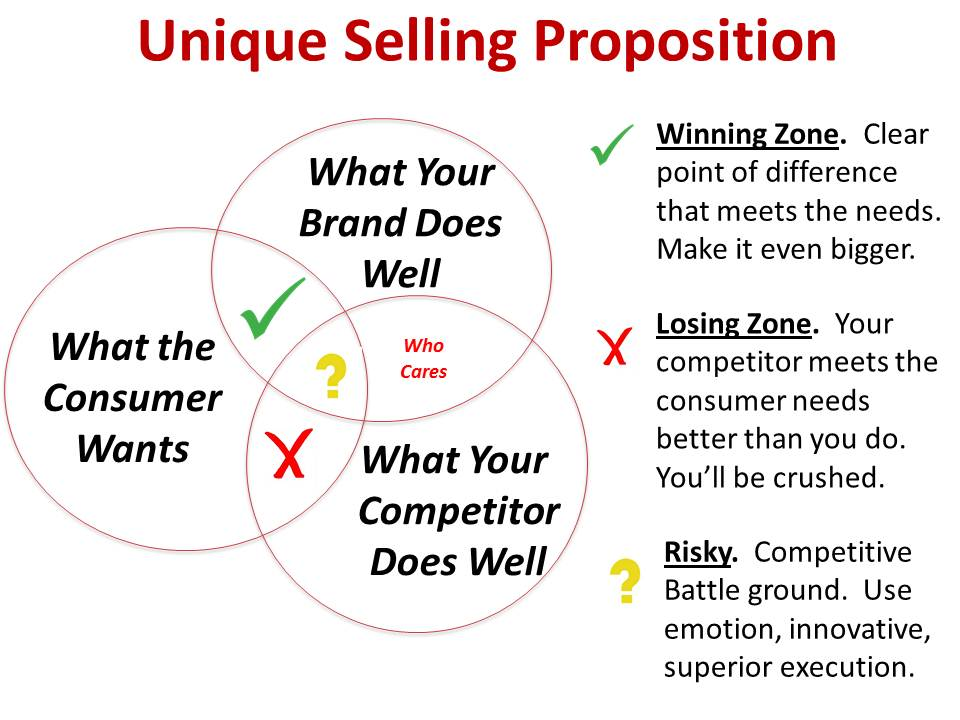 Unique Selling Proposition
What Your
Brand Does
Well
What the
Consumer
Wants
Who
Cares
?
What Your
Competitor
Does Well
Winning Zone.  Clear
point of difference
that meets the needs.
Make it even bigger.
Losing Zone.  Your
competitor meets the
consumer needs
better than you do.
You’ll be crushed.
?
Risky.  Competitive
Battle ground.  Use
emotion, innovative,
superior execution.